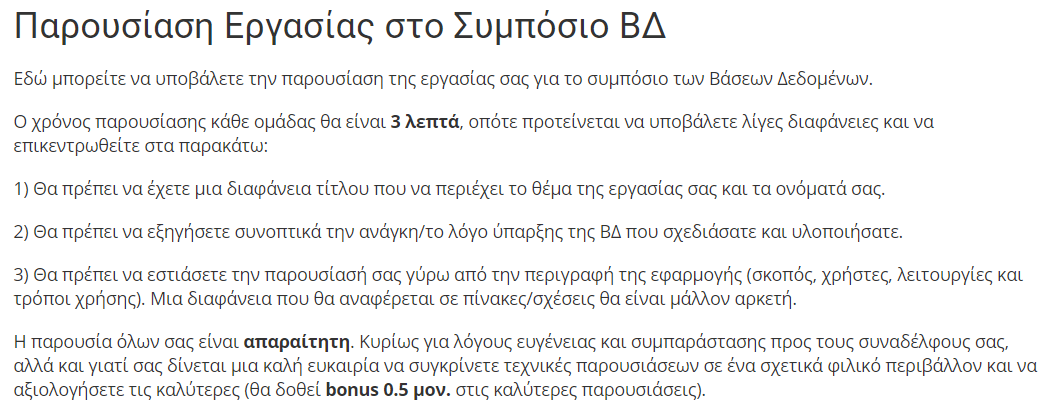 Παρουσίαση Εργασίας στο Συμπόσιο ΒΔ
Εδώ μπορείτε να υποβάλετε την παρουσίαση της εργασίας σας για το συμπόσιο των Βάσεων Δεδομένων.
Ο χρόνος παρουσίασης κάθε ομάδας θα είναι 3 λεπτά, οπότε προτείνεται να υποβάλετε λίγες διαφάνειες και να
επικεντρωθείτε στα παρακάτω:
1) Θα πρέπει να έχετε μια διαφάνεια τίτλου που να περιέχει το θέμα της εργασίας σας και τα ονόματά σας.
2) Θα πρέπει να εξηγήσετε συνοπτικά την ανάγκη/το λόγο ύπαρξης της ΒΔ που σχεδιάσατε και υλοποιήσατε.
3) Θα πρέπει να εστιάσετε την παρουσίασή σας γύρω από την περιγραφή της εφαρμογής (σκοπός, χρήστες, λειτουργίες και
τρόποι χρήσης). Μια διαφάνεια που θα αναφέρεται σε πίνακες/σχέσεις θα είναι μάλλον αρκετή.
Η παρουσία όλων σας είναι απαραίτητη. Κυρίως για λόγους ευγένειας και συμπαράστασης προς τους συναδέλφους σας,
αλλά και γιατί σας δίνεται μια καλή ευκαιρία να συγκρίνετε τεχνικές παρουσιάσεων σε ένα σχετικά φιλικό περιβάλλον και να
αξιολογήσετε τις καλύτερες (θα δοθεί bonus 0.5 μον. στις καλύτερες παρουσιάσεις).